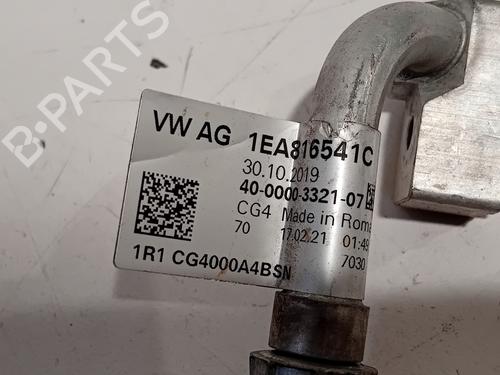 B-PARTS
VW AG 1EA816541C
30.10.2019
40-0000-3321-07
CG4 Made in Roma
70 17.02.21 01:49
7030
1R1 CG4000A4BSN